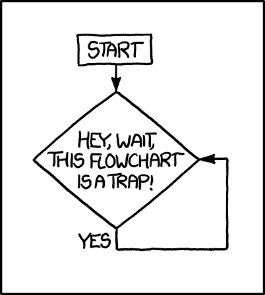 START
HEY, WAIT,
THIS FLOWCHART
IS A TRAP!
YES